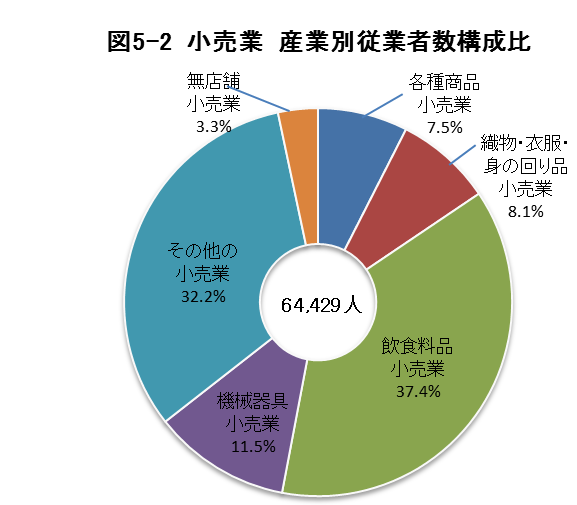 図5-2 小売業 産業別従業者数構成比
無店舗
小売業
3.3%
各種商品
小売業
7.5%
織物・衣服・
身の回り品
小売業
8.1%
その他の
小売業
32.2%
64,429人
飲食料品
小売業
37.4%
機械器具
小売業
11.5%